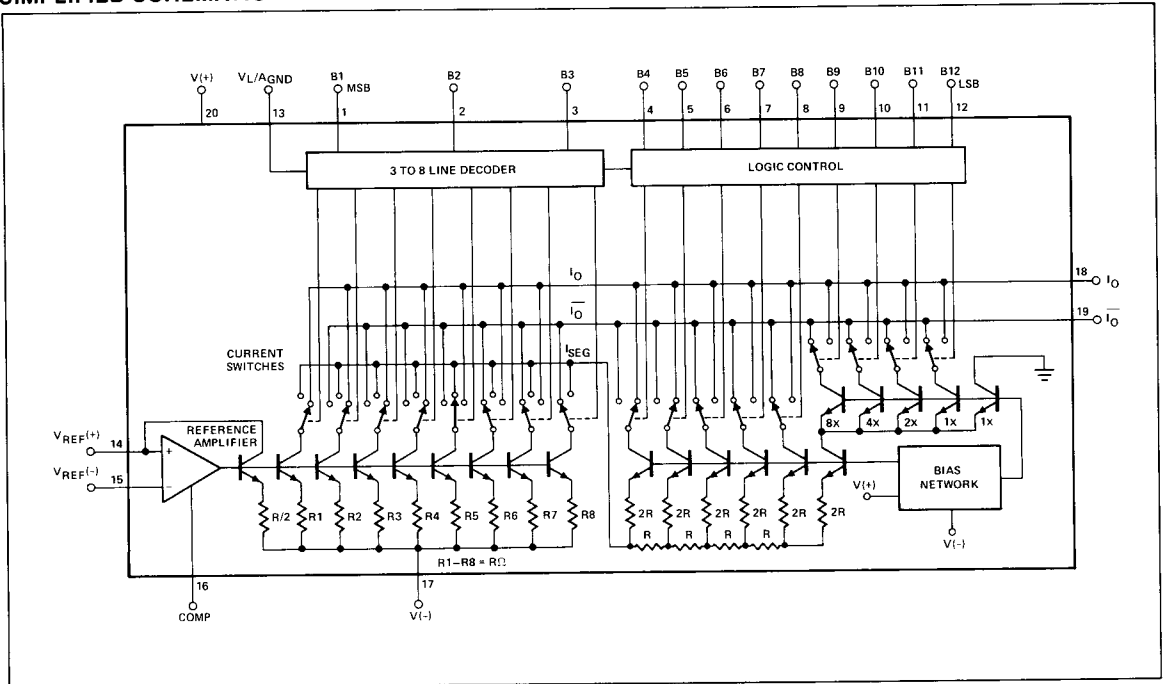 V(+) VL/AGND B1 MSB B2 B3 B4 B5 B6 B7 B8 B9 B10 B11 B12 LSB
20 13 1 2 3 4 5 6 7 8 9 10 11 12
3 TO 8 LINE DECODER LOGIC CONTROL
IO 18 IO
I̅O̅ 19 I̅O̅
ISEG
CURRENT
SWITCHES
8x 4x 2x 1x 1x
VREF(+) 14 REFERENCE
AMPLIFIER
VREF(-) 15
+
−
BIAS
NETWORK
V(+)
R/2 R1 R2 R3 R4 R5 R6 R7 R8 2R 2R 2R 2R 2R 2R
R R R R
V(-)
R1–R8 = RΩ
16 17
COMP V(-)